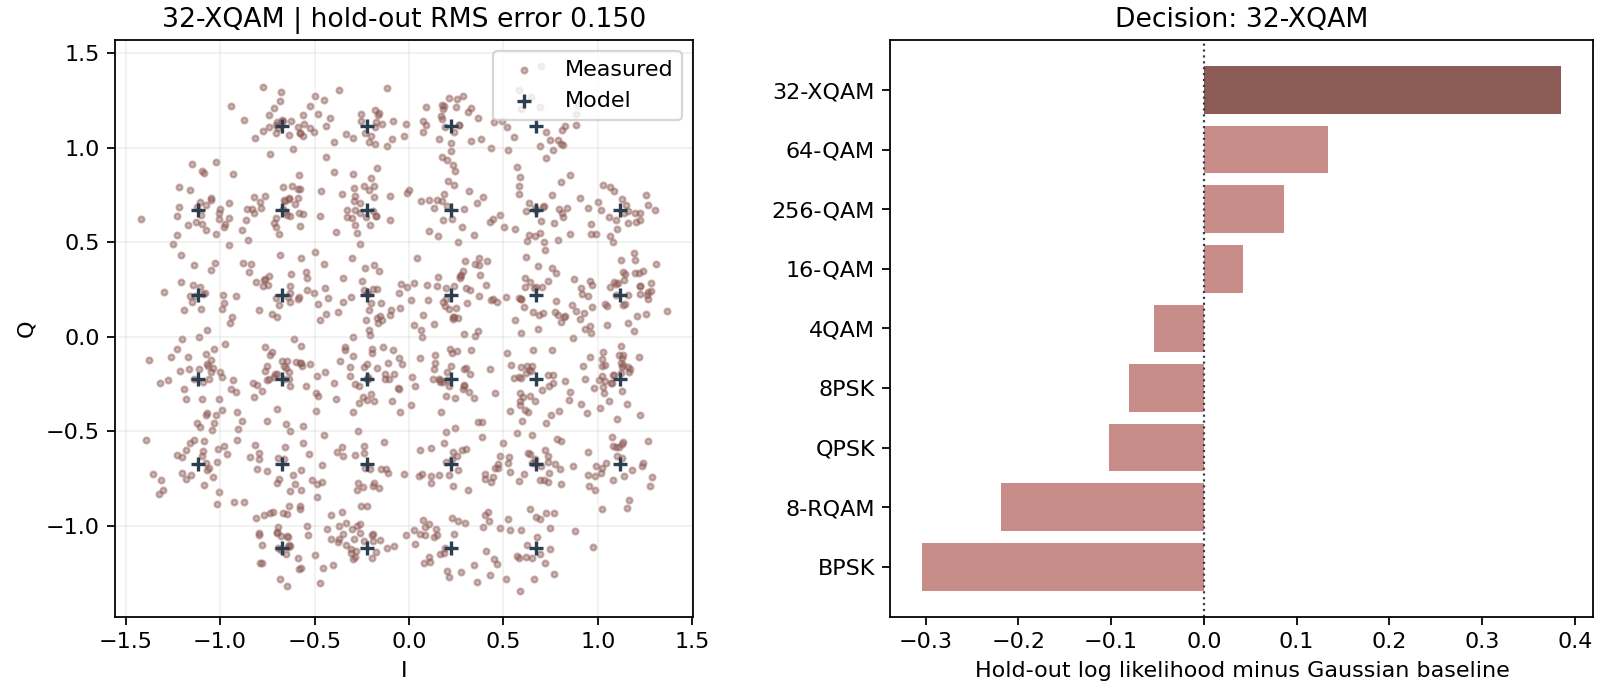 32-XQAM | hold-out RMS error 0.150
Measured
Model
1.5
1.0
0.5
0.0
−0.5
−1.0
Q
−1.5
−1.0
−0.5
0.0
0.5
1.0
1.5
I
Decision: 32-XQAM
32-XQAM
64-QAM
256-QAM
16-QAM
4QAM
8PSK
QPSK
8-RQAM
BPSK
−0.3
−0.2
−0.1
0.0
0.1
0.2
0.3
0.4
Hold-out log likelihood minus Gaussian baseline